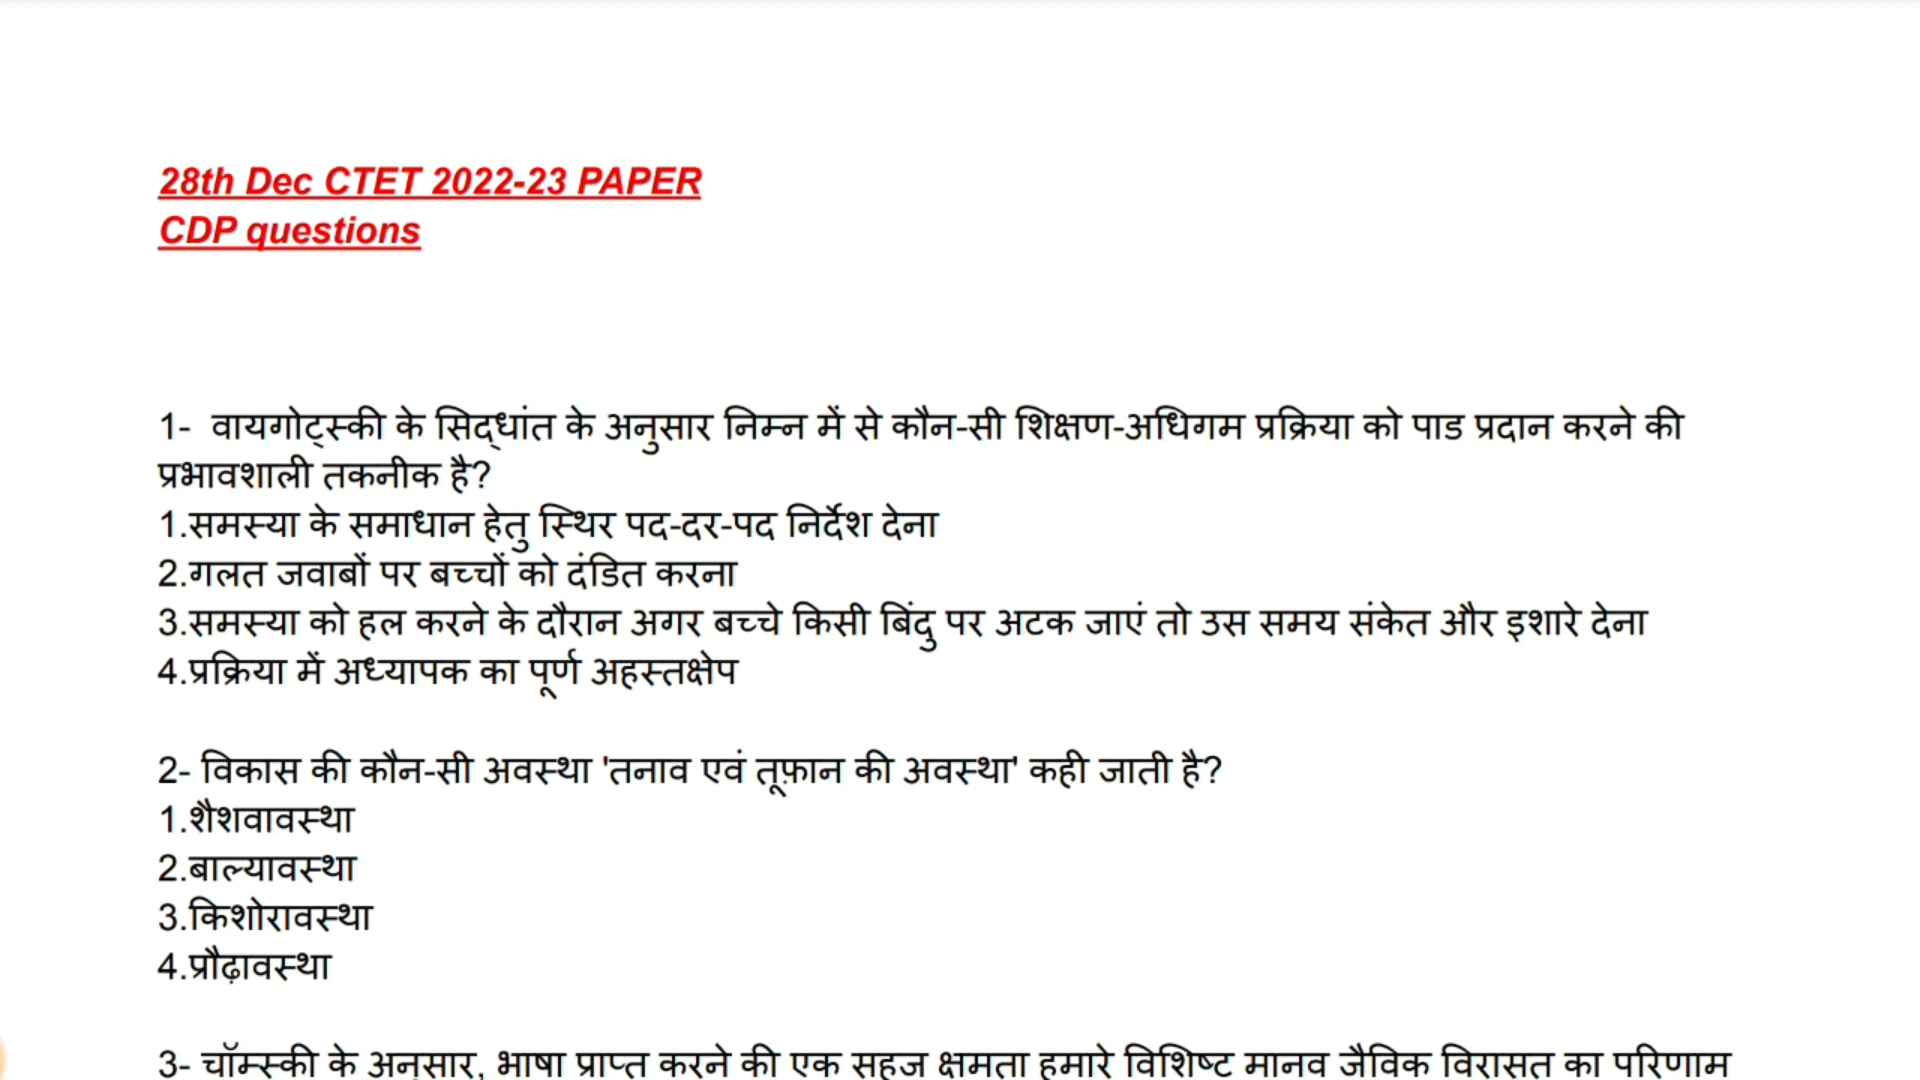 28th Dec CTET 2022-23 PAPER
CDP questions
1- वायगोट्स्की के सिद्धांत के अनुसार निम्न में से कौन-सी शिक्षण-अधिगम प्रक्रिया को पाड प्रदान करने की
प्रभावशाली तकनीक है?
1.समस्या के समाधान हेतु स्थिर पद-दर-पद निर्देश देना
2.गलत जवाबों पर बच्चों को दंडित करना
3.समस्या को हल करने के दौरान अगर बच्चे किसी बिंदु पर अटक जाएं तो उस समय संकेत और इशारे देना
4.प्रक्रिया में अध्यापक का पूर्ण अहस्तक्षेप
2- विकास की कौन-सी अवस्था 'तनाव एवं तूफ़ान की अवस्था' कही जाती है?
1.शैशवावस्था
2.बाल्यावस्था
3.किशोरावस्था
4.प्रौढ़ावस्था
3- चॉम्स्की के अनुसार, भाषा प्राप्त करने की एक सहज क्षमता हमारे विशिष्ट मानव जैविक विरासत का परिणाम